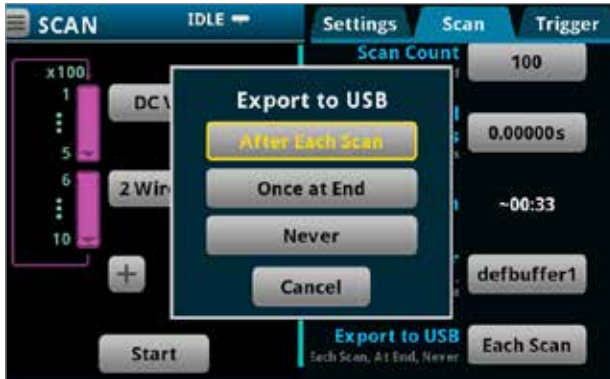 SCAN
IDLE
Settings
Scan
Trigger
x100
1
5
6
10
DC V
2 Wir
Start
Scan Count
100
0.00000s
~00:33
defbuffer1
Export to USB
Each Scan, At End, Never
Each Scan
Export to USB
After Each Scan
Once at End
Never
Cancel